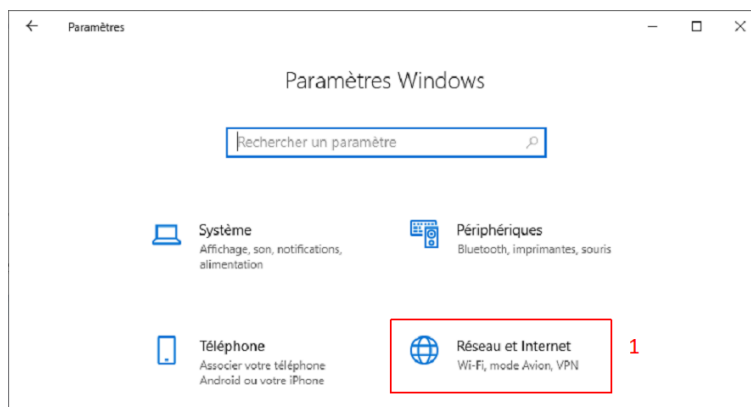 Paramètres
Paramètres Windows
Rechercher un paramètre
Système
Affichage, son, notifications,
alimentation
Périphériques
Bluetooth, imprimantes, souris
Téléphone
Associer votre téléphone
Android ou votre iPhone
Réseau et Internet
Wi-Fi, mode Avion, VPN
1